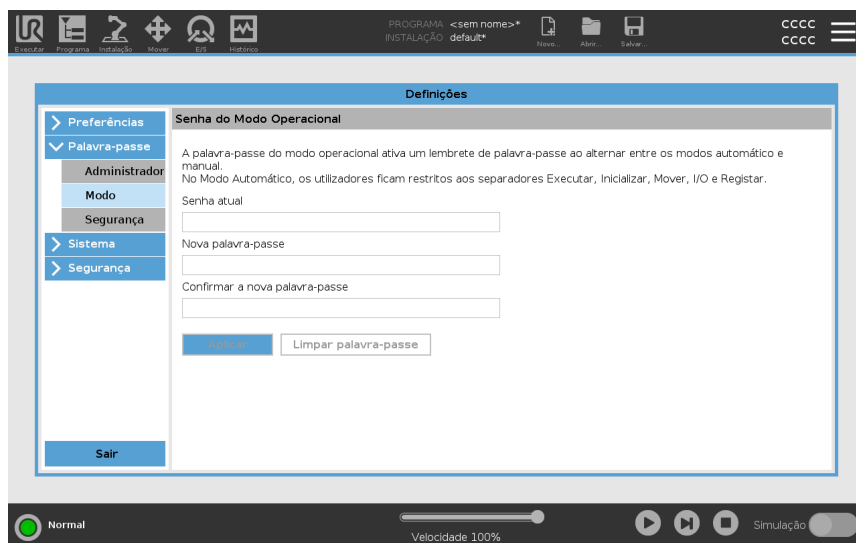 UR
PROGRAMA <sem nome>*
INSTALAÇÃO default*
CCCC
CCCC
Executar Programa Instalação Mover E/S Histórico Novo... Abrir... Salvar...
Definições
Preferências
Palavra-passe
Administrador
Modo
Segurança
Sistema
Segurança
Sair
Senha do Modo Operacional
A palavra-passe do modo operacional ativa um lembrete de palavra-passe ao alternar entre os modos automático e
manual.
No Modo Automático, os utilizadores ficam restritos aos separadores Executar, Inicializar, Mover, I/O e Registar.
Senha atual
Nova palavra-passe
Confirmar a nova palavra-passe
Aplicar Limpar palavra-passe
Normal
Velocidade 100%
Simulação